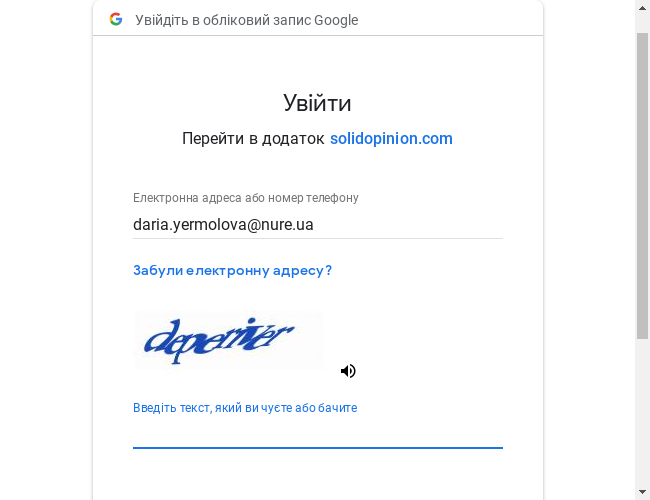 Увійдіть в обліковий запис Google
Увійти
Перейти в додаток solidopinion.com
Електронна адреса або номер телефону
daria.yermolova@nure.ua
Забули електронну адресу?
Введіть текст, який ви чуєте або бачите